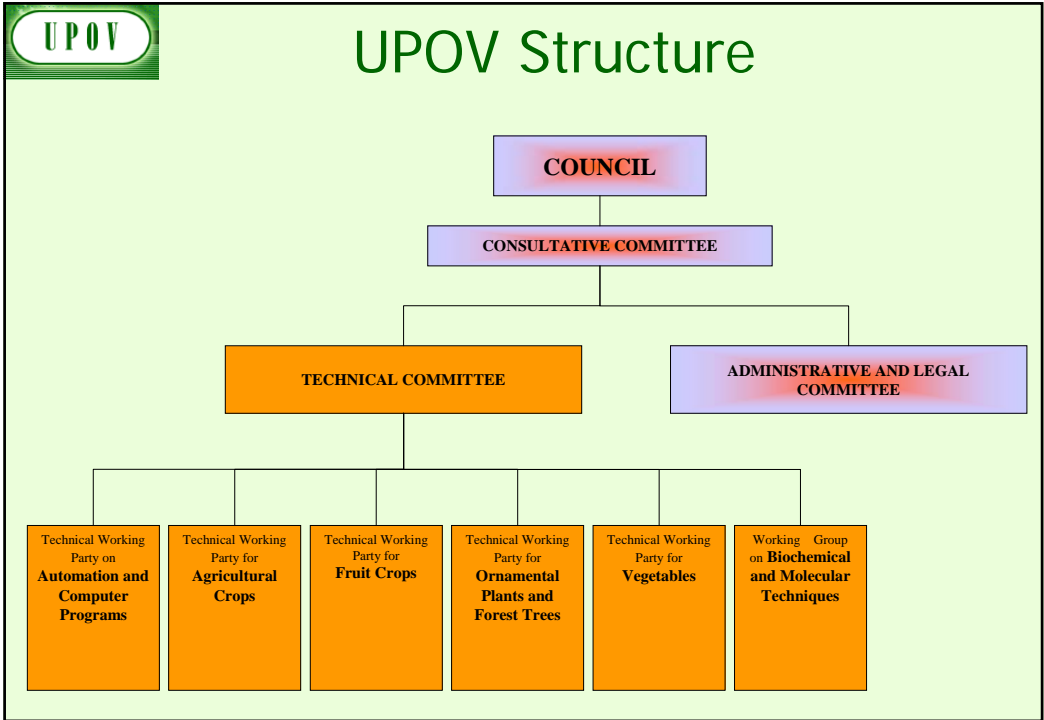 UPOV
UPOV Structure
COUNCIL
CONSULTATIVE COMMITTEE
TECHNICAL COMMITTEE
ADMINISTRATIVE AND LEGAL
COMMITTEE
Technical Working
Party on
Automation and
Computer
Programs
Technical Working
Party for
Agricultural
Crops
Technical Working
Party for
Fruit Crops
Technical Working
Party for
Ornamental
Plants and
Forest Trees
Technical Working
Party for
Vegetables
Working Group
on Biochemical
and Molecular
Techniques